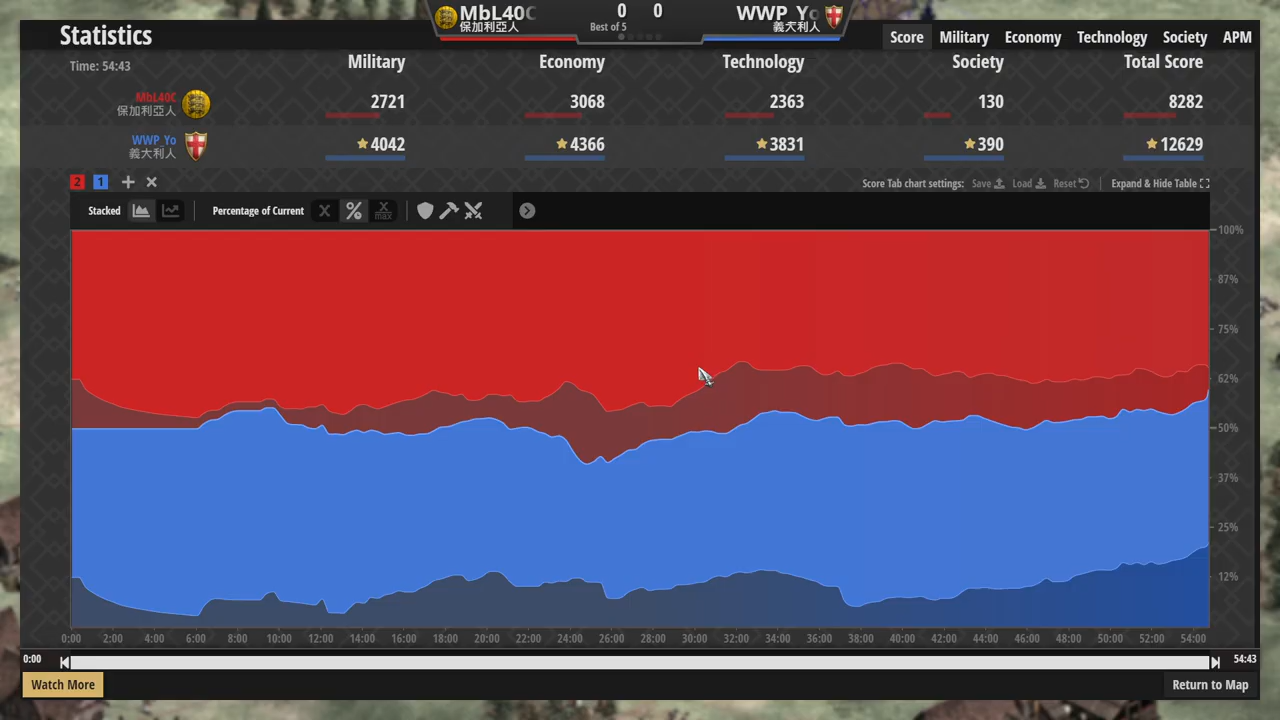 MbL40C 0 0 WWP_Yo
保加利亞人 Best of 5 義大利人
Statistics
Score Military Economy Technology Society APM
Time: 54:43
Military Economy Technology Society Total Score
MbL40C
保加利亞人
2721 3068 2363 130 8282
WWP_Yo
義大利人
4042 4366 3831 390 12629
2 1
Score Tab chart settings: Save Load Reset Expand & Hide Table
Stacked Percentage of Current X % X max
100%
87%
75%
62%
50%
37%
25%
12%
0:00 2:00 4:00 6:00 8:00 10:00 12:00 14:00 16:00 18:00 20:00 22:00 24:00 26:00 28:00 30:00 32:00 34:00 36:00 38:00 40:00 42:00 44:00 46:00 48:00 50:00 52:00 54:00
0:00 54:43
Watch More Return to Map